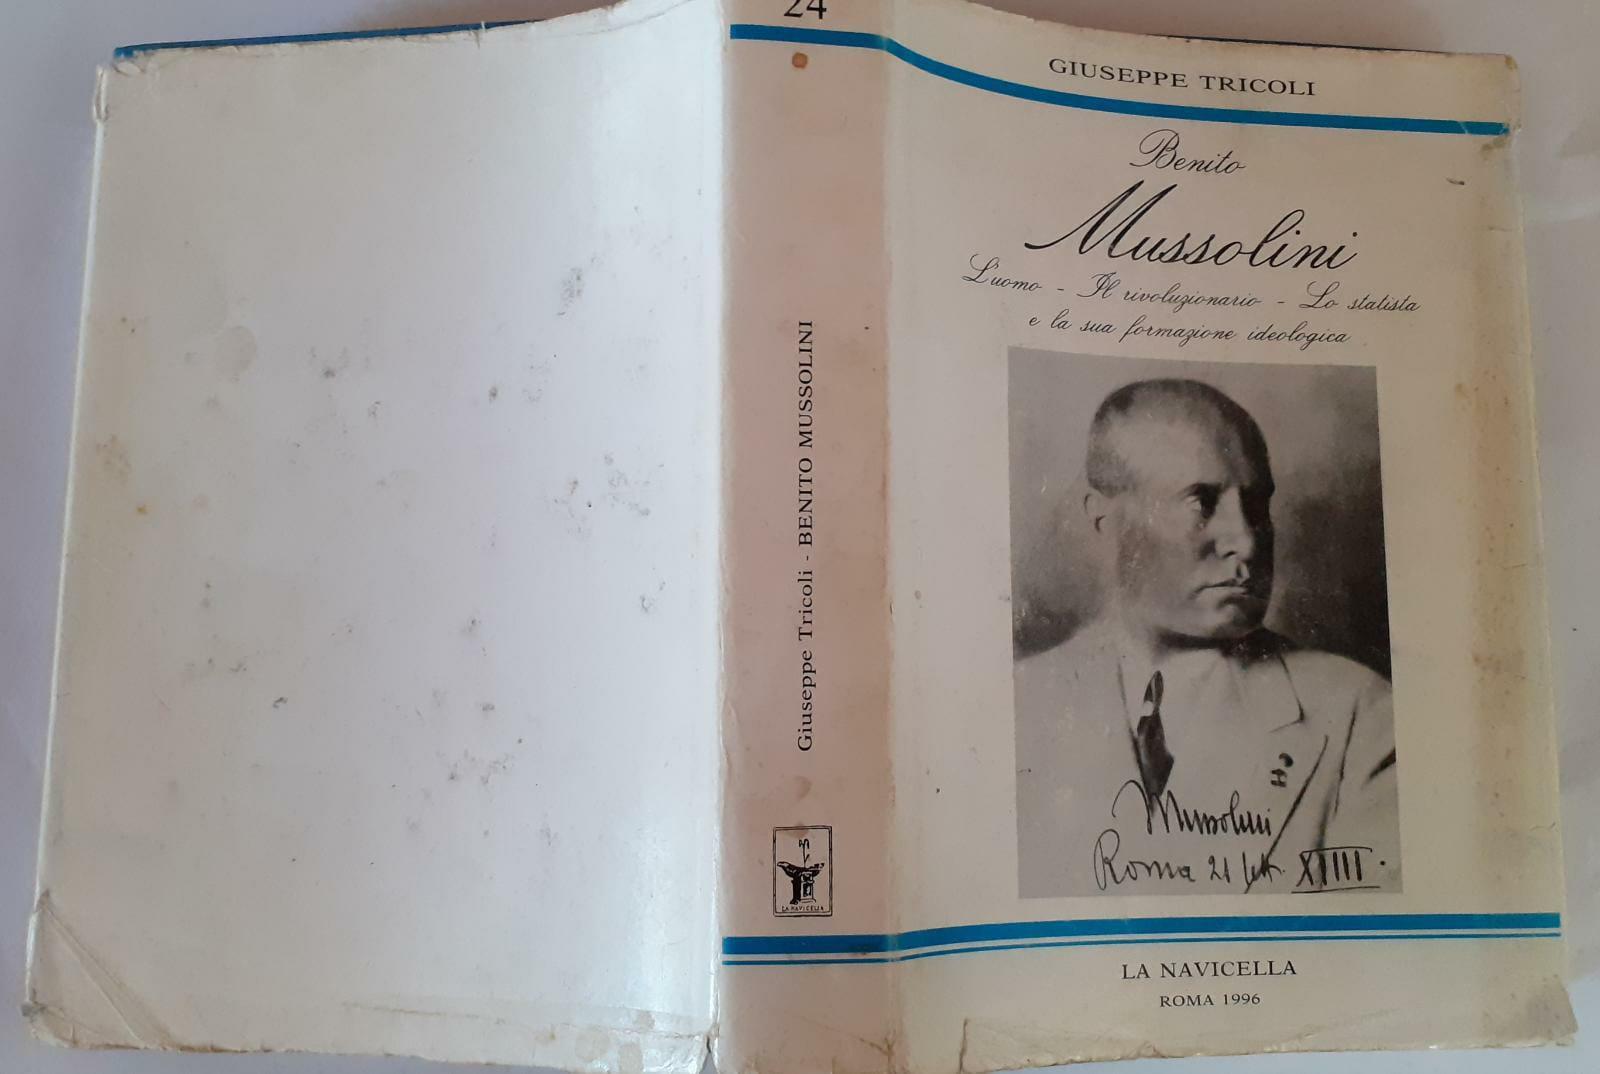 24
Giuseppe Tricoli - BENITO MUSSOLINI
LA NAVICELLA
GIUSEPPE TRICOLI
Benito
Mussolini
L'uomo - Il rivoluzionario - Lo statista
e la sua formazione ideologica
Mussolini
Roma 21 sett. XIIII.
LA NAVICELLA
ROMA 1996